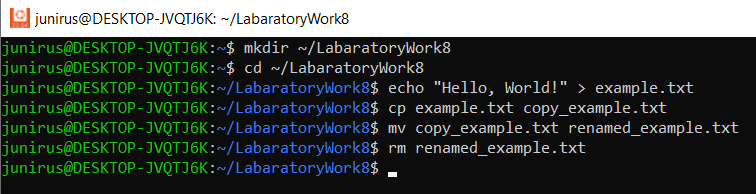 junirus@DESKTOP-JVQTJ6K: ~/LabaratoryWork8
junirus@DESKTOP-JVQTJ6K:~$ mkdir ~/LabaratoryWork8
junirus@DESKTOP-JVQTJ6K:~$ cd ~/LabaratoryWork8
junirus@DESKTOP-JVQTJ6K:~/LabaratoryWork8$ echo "Hello, World!" > example.txt
junirus@DESKTOP-JVQTJ6K:~/LabaratoryWork8$ cp example.txt copy_example.txt
junirus@DESKTOP-JVQTJ6K:~/LabaratoryWork8$ mv copy_example.txt renamed_example.txt
junirus@DESKTOP-JVQTJ6K:~/LabaratoryWork8$ rm renamed_example.txt
junirus@DESKTOP-JVQTJ6K:~/LabaratoryWork8$